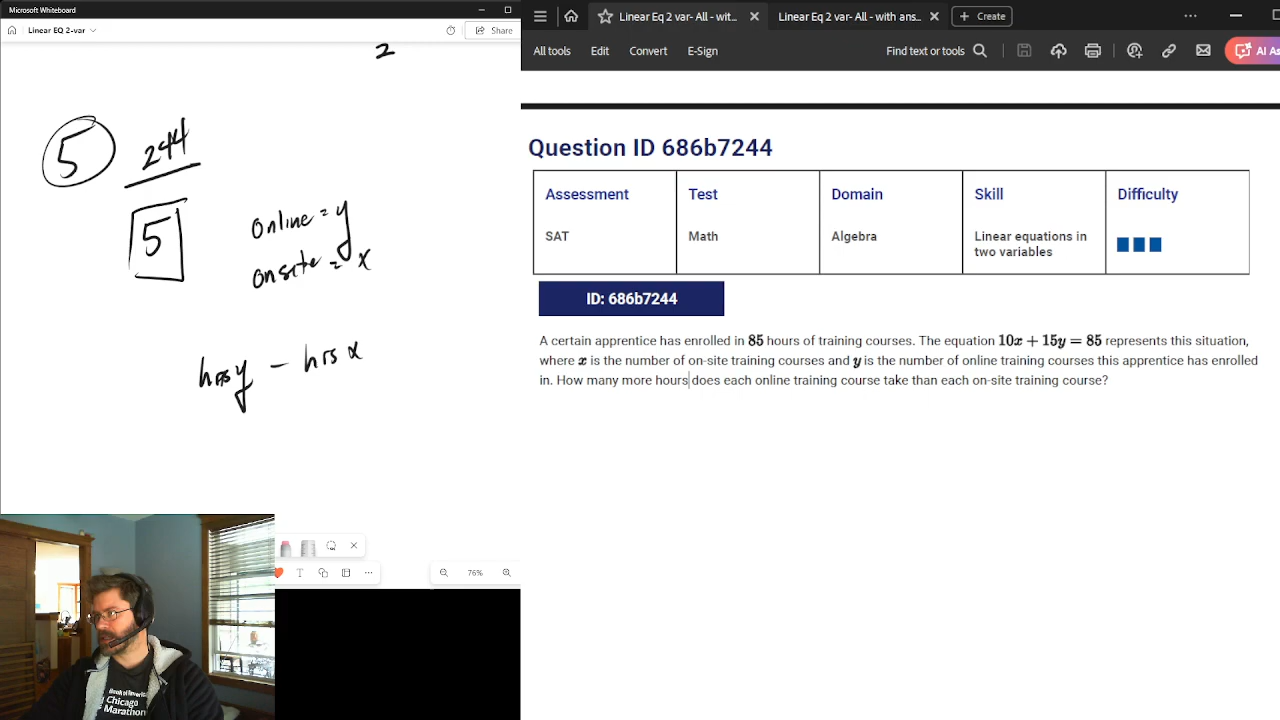 Microsoft Whiteboard
Linear EQ 2-var
Share
2
5 244
5
online = y
onsite = x
hrs y - hrs x
76%
Linear Eq 2 var- All - wit...
Linear Eq 2 var- All - with ans...
+ Create
All tools Edit Convert E-Sign
Find text or tools
AI As
Question ID 686b7244
Assessment Test Domain Skill Difficulty
SAT Math Algebra Linear equations in
two variables
ID: 686b7244
A certain apprentice has enrolled in 85 hours of training courses. The equation 10x + 15y = 85 represents this situation,
where x is the number of on-site training courses and y is the number of online training courses this apprentice has enrolled
in. How many more hours does each online training course take than each on-site training course?
Bank of America
Chicago
Marathon